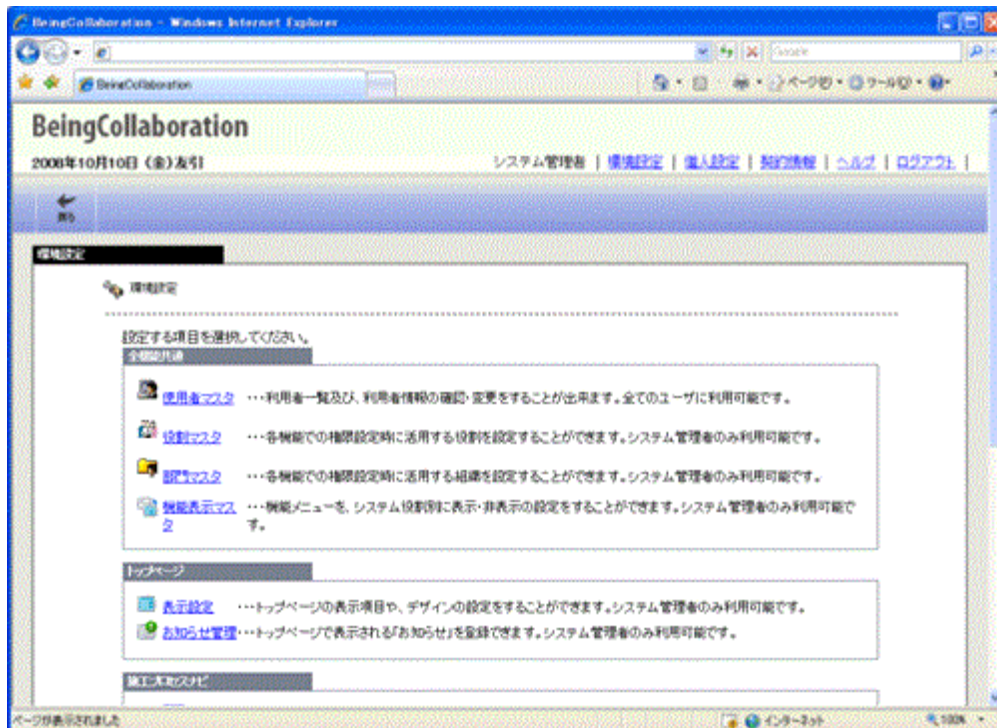 BeingCollaboration - Windows Internet Explorer
Google
BeingCollaboration
ページ(P)
ツール(O)
BeingCollaboration
2008年10月10日（金）友引
システム管理者 | 環境設定 | 個人設定 | 契約情報 | ヘルプ | ログアウト |
戻る
環境設定
環境設定
設定する項目を選択してください。
全機能共通
使用者マスタ ･･･利用者一覧及び、利用者情報の確認・変更をすることが出来ます。全てのユーザに利用可能です。
役割マスタ ･･･各機能での権限設定時に活用する役割を設定することができます。システム管理者のみ利用可能です。
部門マスタ ･･･各機能での権限設定時に活用する組織を設定することができます。システム管理者のみ利用可能です。
機能表示マス ･･･機能メニューを、システム役割別に表示・非表示の設定をすることができます。システム管理者のみ利用可能で
タ す。
トップページ
表示設定 ･･･トップページの表示項目や、デザインの設定をすることができます。システム管理者のみ利用可能です。
お知らせ管理･･･トップページで表示される「お知らせ」を登録できます。システム管理者のみ利用可能です。
ページが表示されました
インターネット
100%